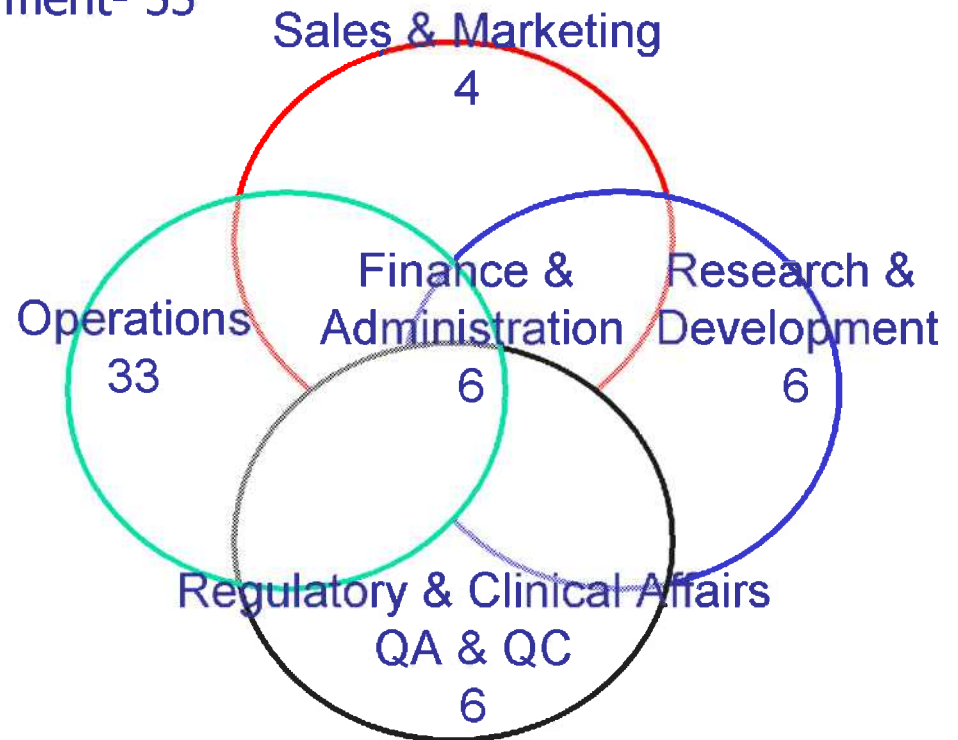 Sales & Marketing
4
Finance &
Administration
6
Research &
Development
6
Operations
33
Regulatory & Clinical Affairs
QA & QC
6